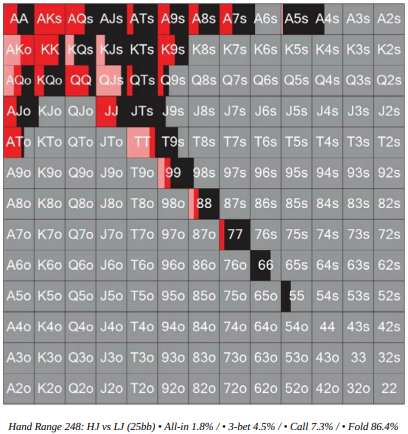 AA AKs AQs AJs ATs A9s A8s A7s A6s A5s A4s A3s A2s
AKo KK KQs KJs KTs K9s K8s K7s K6s K5s K4s K3s K2s
AQo KQo QQ QJs QTs Q9s Q8s Q7s Q6s Q5s Q4s Q3s Q2s
AJo KJo QJo JJ JTs J9s J8s J7s J6s J5s J4s J3s J2s
ATo KTo QTo JTo TT T9s T8s T7s T6s T5s T4s T3s T2s
A9o K9o Q9o J9o T9o 99 98s 97s 96s 95s 94s 93s 92s
A8o K8o Q8o J8o T8o 98o 88 87s 86s 85s 84s 83s 82s
A7o K7o Q7o J7o T7o 97o 87o 77 76s 75s 74s 73s 72s
A6o K6o Q6o J6o T6o 96o 86o 76o 66 65s 64s 63s 62s
A5o K5o Q5o J5o T5o 95o 85o 75o 65o 55 54s 53s 52s
A4o K4o Q4o J4o T4o 94o 84o 74o 64o 54o 44 43s 42s
A3o K3o Q3o J3o T3o 93o 83o 73o 63o 53o 43o 33 32s
A2o K2o Q2o J2o T2o 92o 82o 72o 62o 52o 42o 32o 22
Hand Range 248: HJ vs LJ (25bb) • All-in 1.8% / • 3-bet 4.5% / • Call 7.3% / • Fold 86.4%